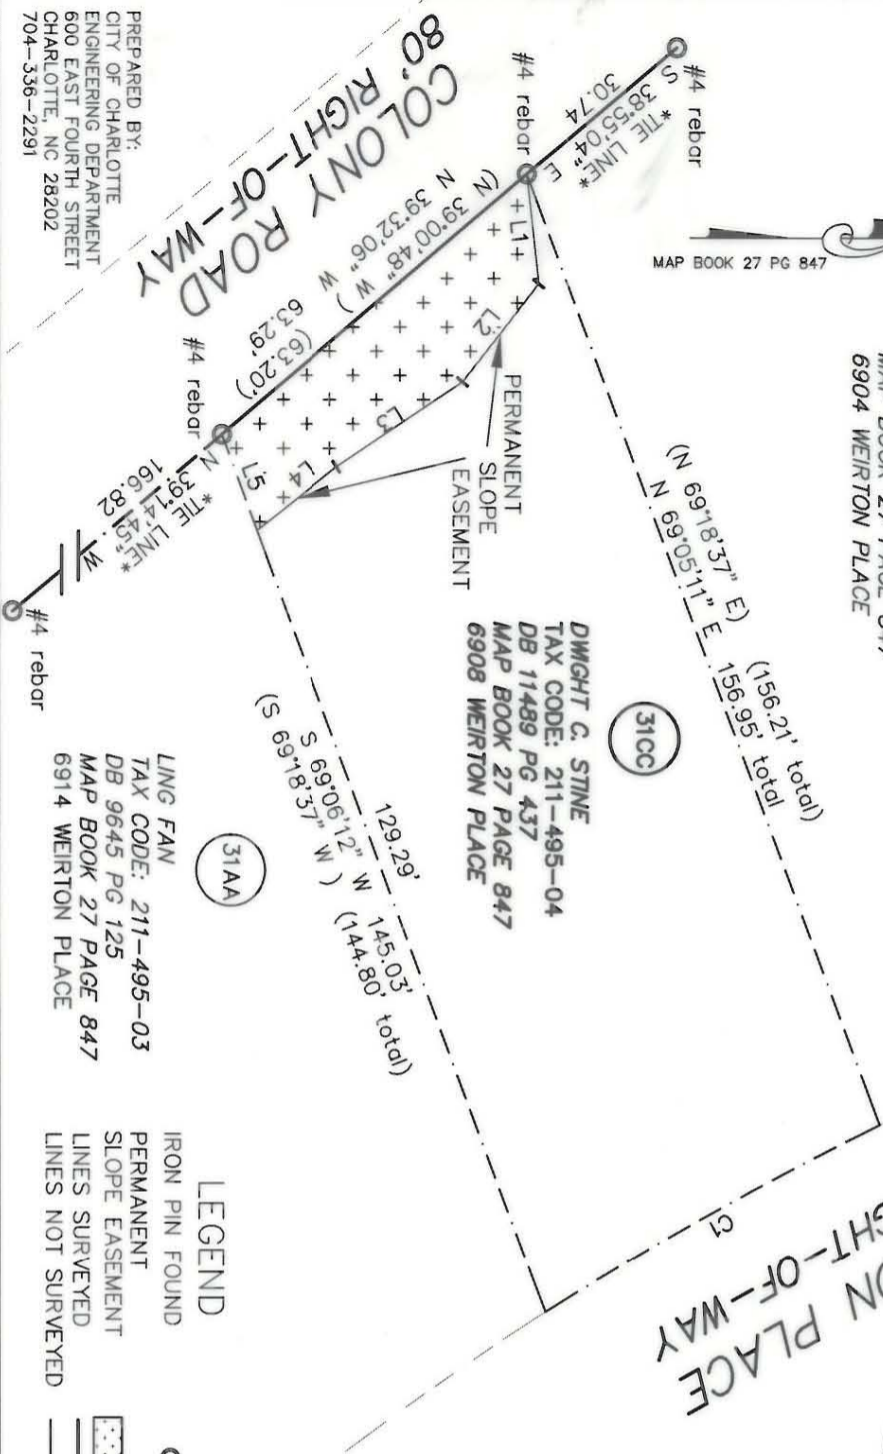 MAP BOOK 27 PG 847
6904 WEIRTON PLACE
#4 rebar
S 38°55'04" E
30.74
*TIE LINE*
#4 rebar
L1
L2
L3
L4
L5
PERMANENT
SLOPE
EASEMENT
(N 39°00'48" W)
N 39°32'06" W
63.29'
(63.20')
COLONY ROAD
80' RIGHT-OF-WAY
#4 rebar
N 39°14'45" W
166.82
*TIE LINE*
#4 rebar
(N 69°18'37" E)
N 69°05'11" E
(156.21' total)
156.95' total
31CC
DWIGHT C. STINE
TAX CODE: 211-495-04
DB 11489 PG 437
MAP BOOK 27 PAGE 847
6908 WEIRTON PLACE
129.29'
S 69°06'12" W
145.03'
(S 69°18'37" W )
(144.80' total)
31AA
LING FAN
TAX CODE: 211-495-03
DB 9645 PG 125
MAP BOOK 27 PAGE 847
6914 WEIRTON PLACE
C1
PLACE
OF-WAY
LEGEND
IRON PIN FOUND
PERMANENT
SLOPE EASEMENT
LINES SURVEYED
LINES NOT SURVEYED
PREPARED BY:
CITY OF CHARLOTTE
ENGINEERING DEPARTMENT
600 EAST FOURTH STREET
CHARLOTTE, NC 28202
704-336-2291